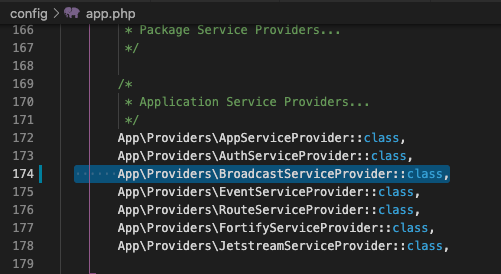 config > app.php
166 * Package Service Providers...
167 */
168
169 /*
170 * Application Service Providers...
171 */
172 App\Providers\AppServiceProvider::class,
173 App\Providers\AuthServiceProvider::class,
174 App\Providers\BroadcastServiceProvider::class,
175 App\Providers\EventServiceProvider::class,
176 App\Providers\RouteServiceProvider::class,
177 App\Providers\FortifyServiceProvider::class,
178 App\Providers\JetstreamServiceProvider::class,
179